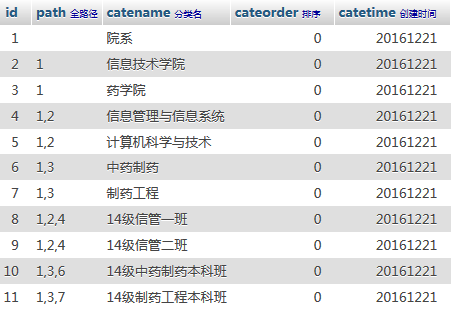 id path 全路径 catename 分类名 cateorder 排序 catetime 创建时间
1 院系 0 20161221
2 1 信息技术学院 0 20161221
3 1 药学院 0 20161221
4 1,2 信息管理与信息系统 0 20161221
5 1,2 计算机科学与技术 0 20161221
6 1,3 中药制药 0 20161221
7 1,3 制药工程 0 20161221
8 1,2,4 14级信管一班 0 20161221
9 1,2,4 14级信管二班 0 20161221
10 1,3,6 14级中药制药本科班 0 20161221
11 1,3,7 14级制药工程本科班 0 20161221